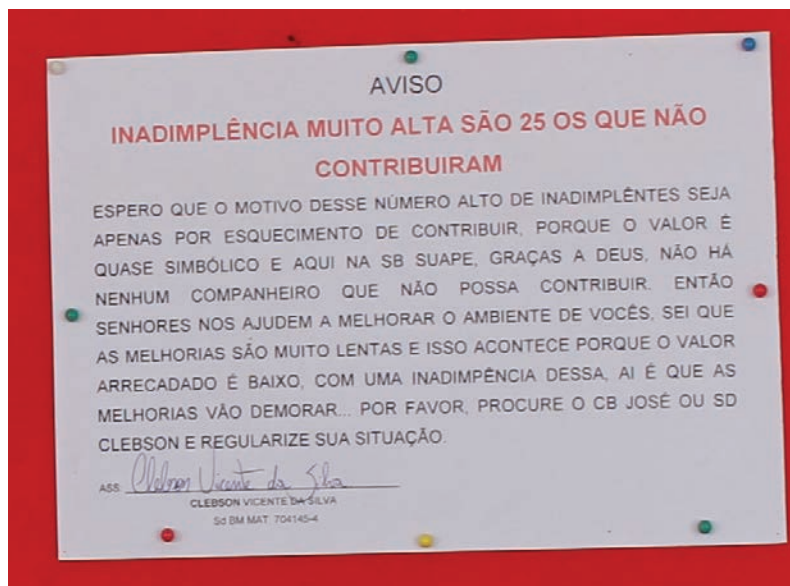 AVISO
INADIMPLÊNCIA MUITO ALTA SÃO 25 OS QUE NÃO
CONTRIBUIRAM
ESPERO QUE O MOTIVO DESSE NÚMERO ALTO DE INADIMPLÊNTES SEJA
APENAS POR ESQUECIMENTO DE CONTRIBUIR, PORQUE O VALOR É
QUASE SIMBÓLICO E AQUI NA SB SUAPE, GRAÇAS A DEUS, NÃO HÁ
NENHUM COMPANHEIRO QUE NÃO POSSA CONTRIBUIR. ENTÃO
SENHORES NOS AJUDEM A MELHORAR O AMBIENTE DE VOCÊS, SEI QUE
AS MELHORIAS SÃO MUITO LENTAS E ISSO ACONTECE PORQUE O VALOR
ARRECADADO É BAIXO, COM UMA INADIMPÊNCIA DESSA, AI É QUE AS
MELHORIAS VÃO DEMORAR... POR FAVOR, PROCURE O CB JOSÉ OU SD
CLEBSON E REGULARIZE SUA SITUAÇÃO.
ASS: Clebson Vicente da Silva
CLEBSON VICENTE DA SILVA
Sd BM MAT. 704145-4